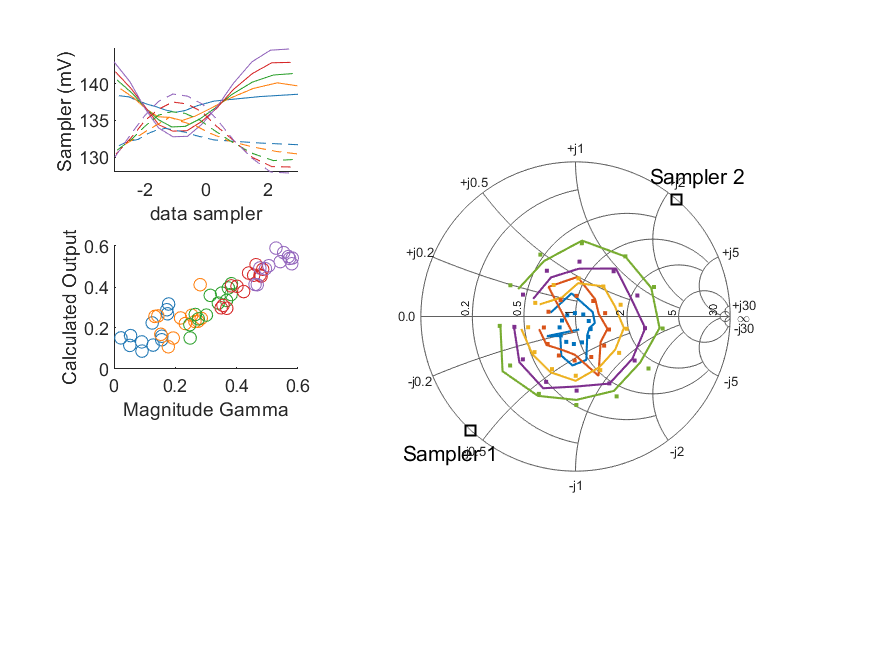 Sampler (mV)
140
135
130
-2 0 2
data sampler
Calculated Output
0.6
0.4
0.2
0
0 0.2 0.4 0.6
Magnitude Gamma
+j1
Sampler 2
+j2
+j0.5
+j0.2
+j5
0.0
0.2
0.5
1
2
5
30
+j30
∞
-j30
-j0.2
-j5
Sampler 1
-j0.5
-j2
-j1